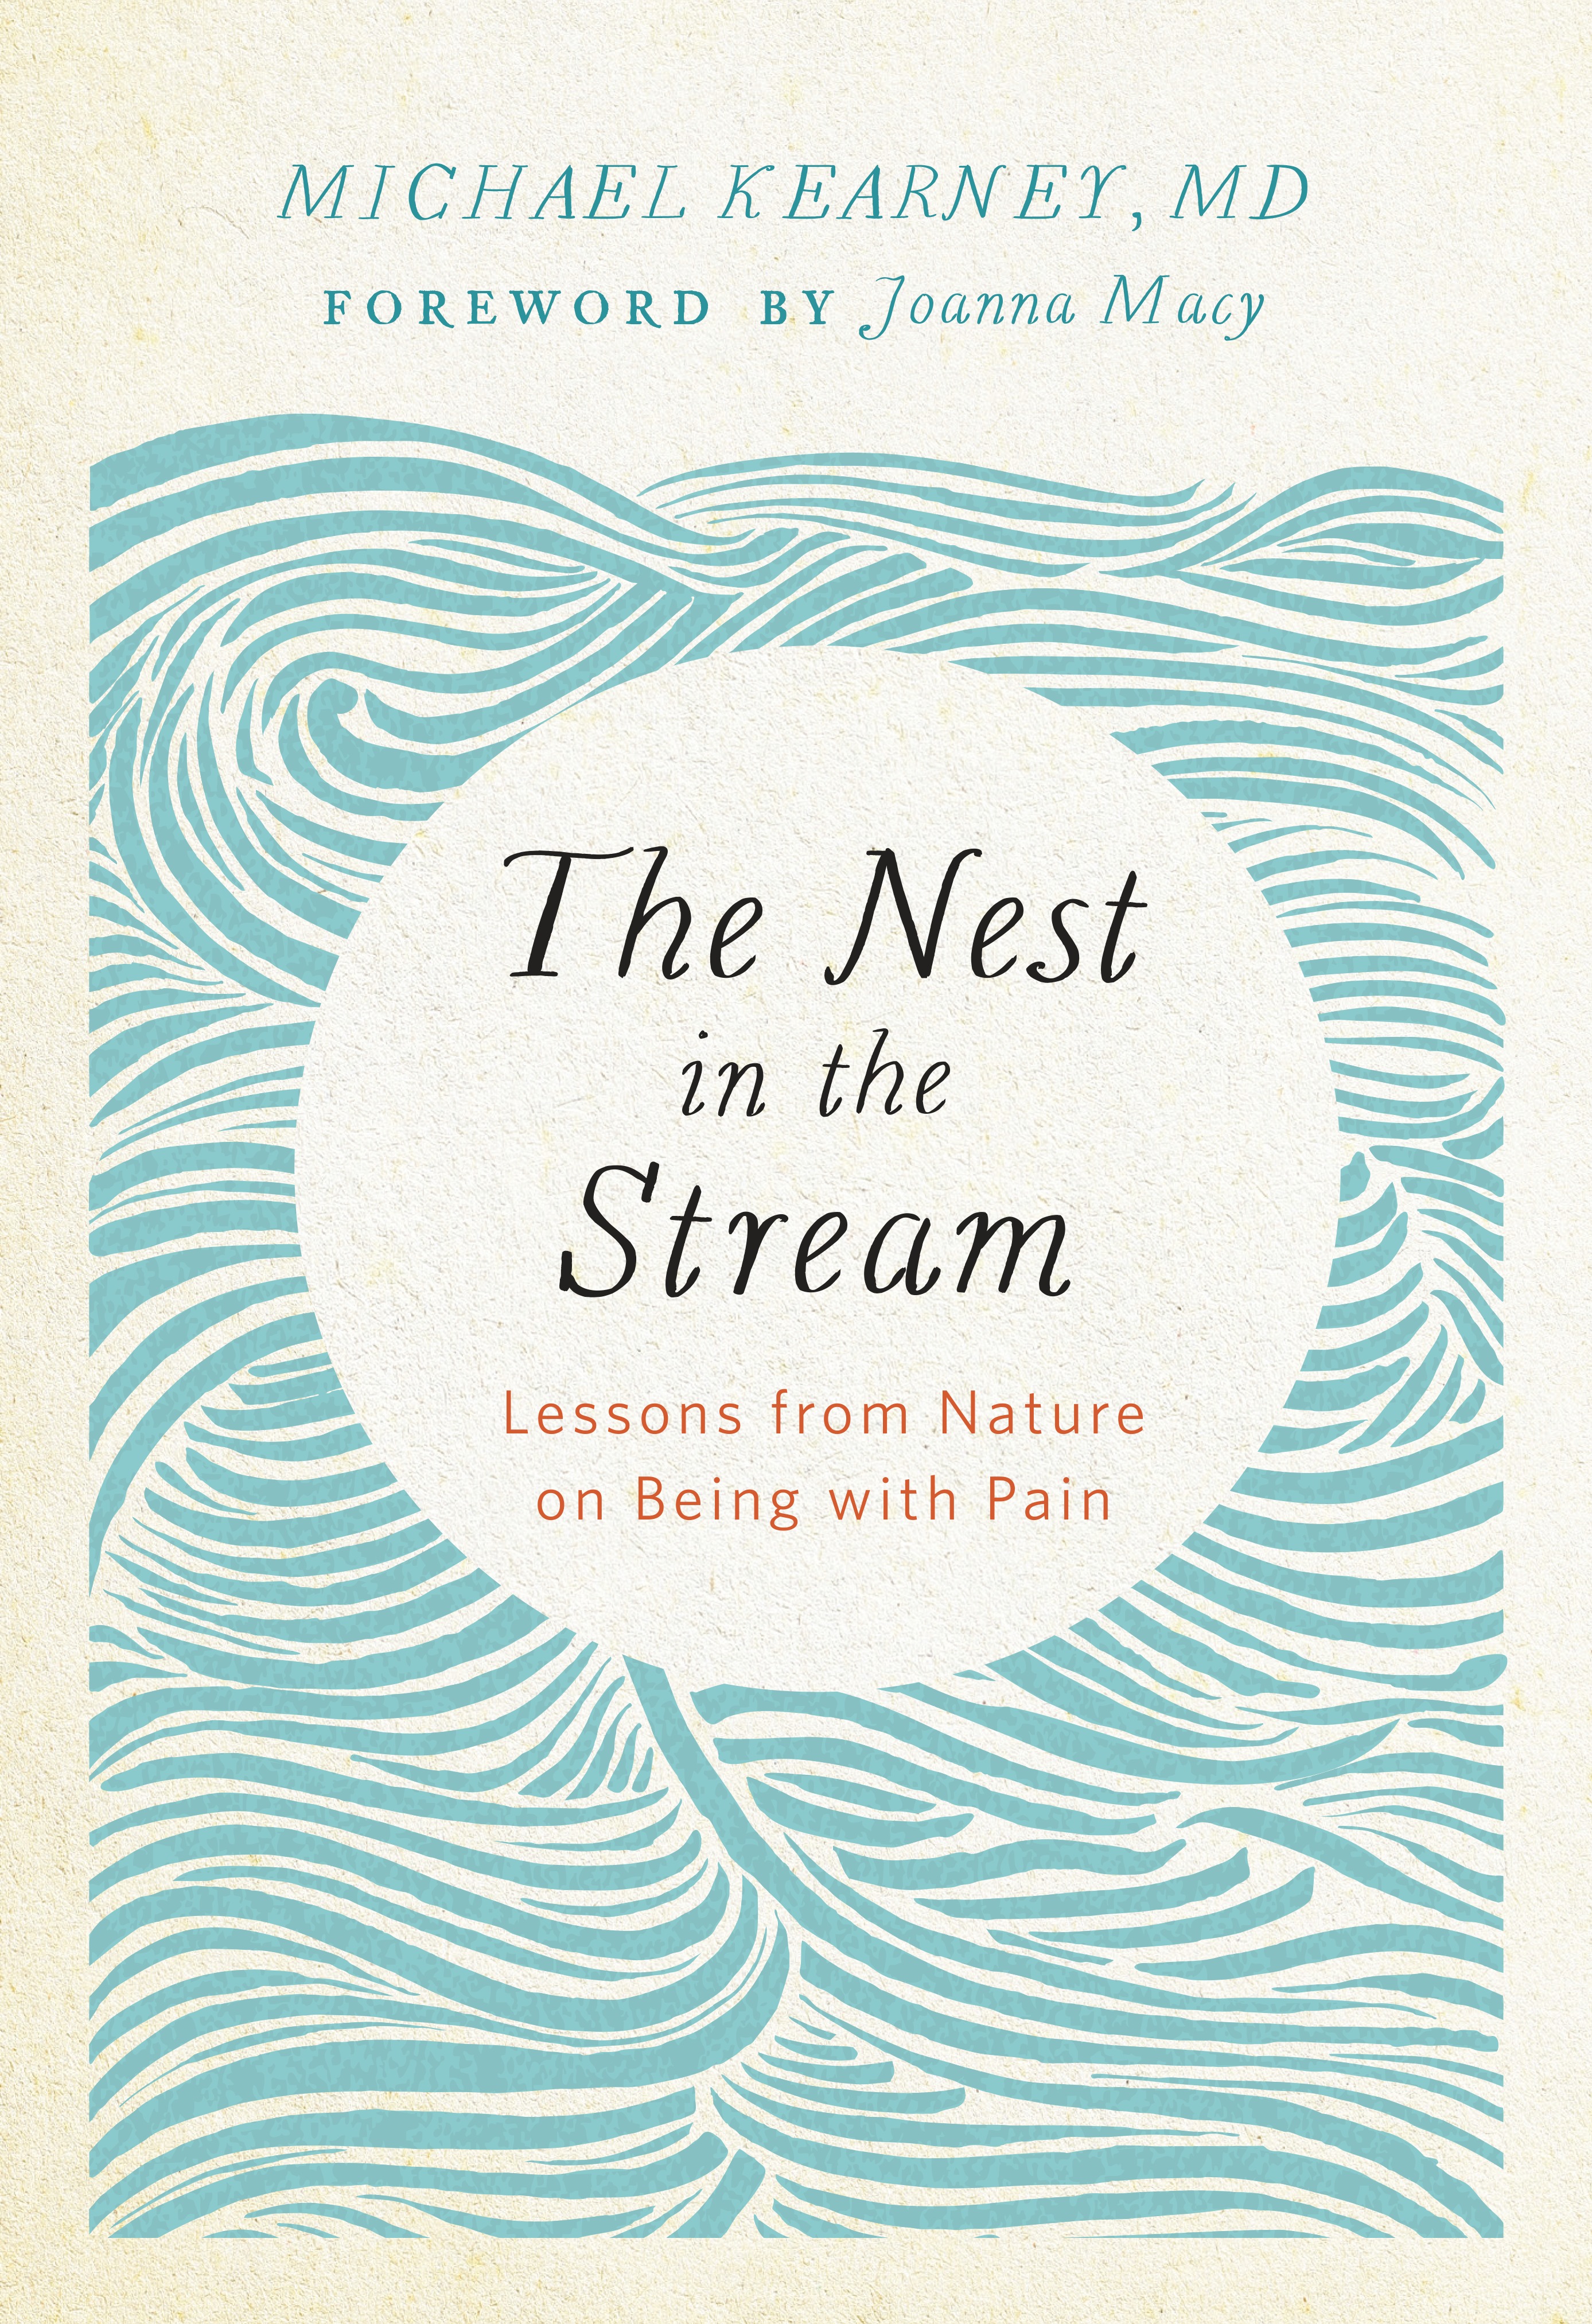 MICHAEL KEARNEY, MD
FOREWORD BY Joanna Macy
The Nest
in the
Stream
Lessons from Nature
on Being with Pain